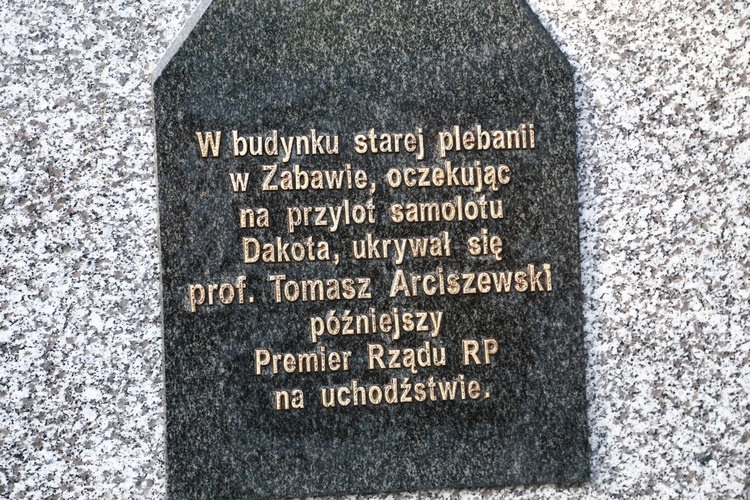 W budynku starej plebanii
w Zabawie, oczekując
na przylot samolotu
Dakota, ukrywał się
prof. Tomasz Arciszewski
późniejszy
Premier Rządu RP
na uchodźstwie.